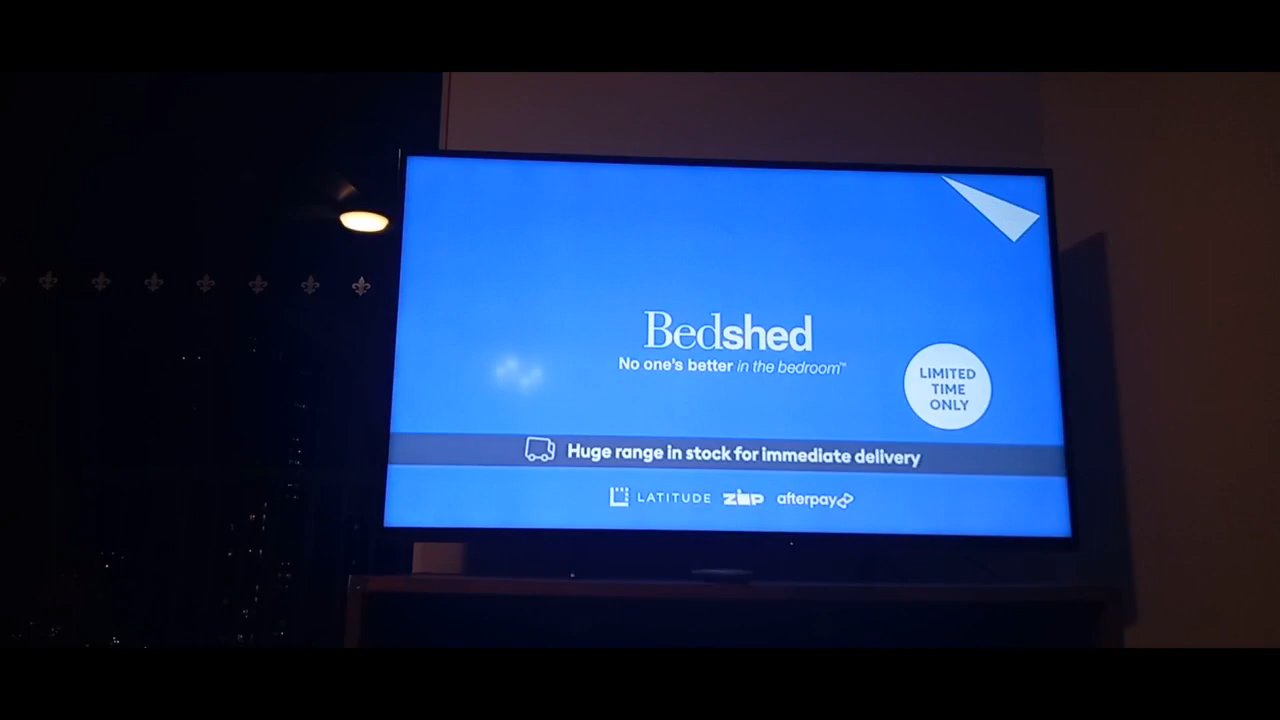 Bedshed
No one's better in the bedroom™
LIMITED
TIME
ONLY
Huge range in stock for immediate delivery
LATITUDE zip afterpay